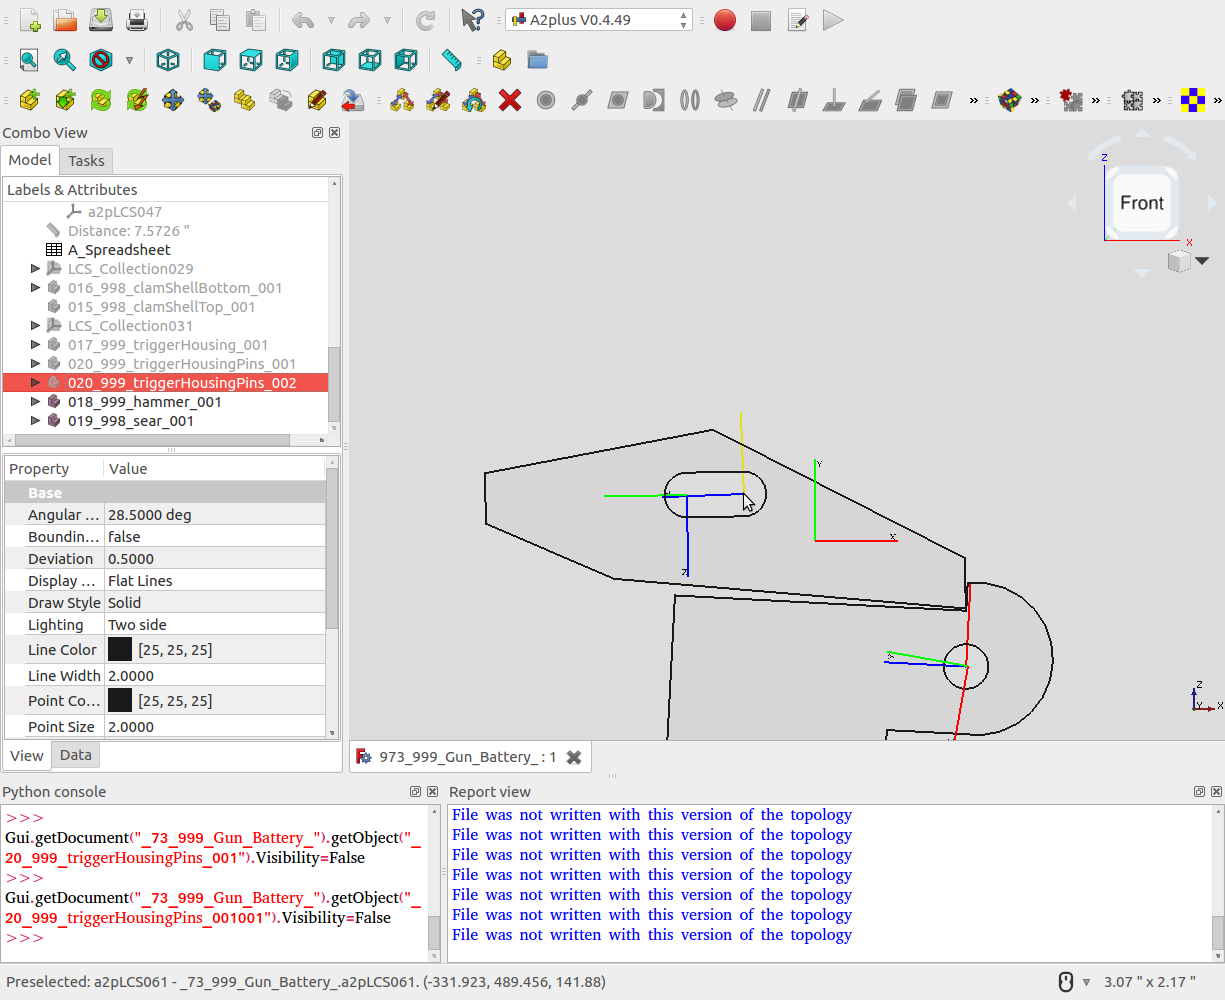 A2plus V0.4.49
»
»
»
»
»
Combo View
Model
Tasks
Labels & Attributes
a2pLCS047
Distance: 7.5726 "
A_Spreadsheet
LCS_Collection029
016_998_clamShellBottom_001
015_998_clamShellTop_001
LCS_Collection031
017_999_triggerHousing_001
020_999_triggerHousingPins_001
020_999_triggerHousingPins_002
018_999_hammer_001
019_998_sear_001
Property
Value
Base
Angular ...
28.5000 deg
Boundin...
false
Deviation
0.5000
Display ...
Flat Lines
Draw Style
Solid
Lighting
Two side
Line Color
[25, 25, 25]
Line Width
2.0000
Point Co...
[25, 25, 25]
Point Size
2.0000
View
Data
Z
Front
X
Y
X
Z
Z
Y
X
973_999_Gun_Battery_ : 1
Python console
>>>
Gui.getDocument("_73_999_Gun_Battery_").getObject("_
20_999_triggerHousingPins_001").Visibility=False
>>>
Gui.getDocument("_73_999_Gun_Battery_").getObject("_
20_999_triggerHousingPins_001001").Visibility=False
>>>
Report view
File was not written with this version of the topology
File was not written with this version of the topology
File was not written with this version of the topology
File was not written with this version of the topology
File was not written with this version of the topology
File was not written with this version of the topology
File was not written with this version of the topology
Preselected: a2pLCS061 - _73_999_Gun_Battery_.a2pLCS061. (-331.923, 489.456, 141.88)
3.07 " x 2.17 "